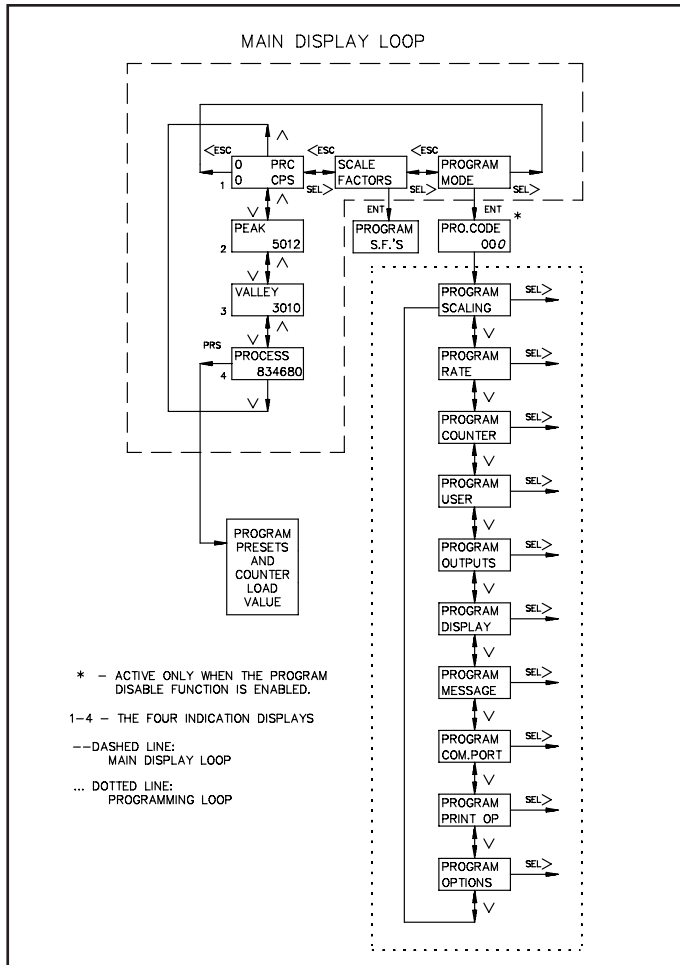 MAIN DISPLAY LOOP
∧
<ESC <ESC <ESC
0 PRC
0 CPS
1
SCALE
FACTORS
PROGRAM
MODE
SEL> SEL> SEL>
∨ ∧
ENT
ENT
*
PEAK
5012
2
PROGRAM
S.F.'S
PRO.CODE
000
∨ ∧
VALLEY
3010
3
∨ ∧
PRS
PROCESS
834680
4
∨
PROGRAM
SCALING
SEL>
∨
PROGRAM
RATE
SEL>
∨
PROGRAM
COUNTER
SEL>
∨
PROGRAM
USER
SEL>
∨
PROGRAM
OUTPUTS
SEL>
∨
PROGRAM
DISPLAY
SEL>
∨
PROGRAM
MESSAGE
SEL>
∨
PROGRAM
COM.PORT
SEL>
∨
PROGRAM
PRINT OP
SEL>
∨
PROGRAM
OPTIONS
SEL>
∨
PROGRAM
PRESETS
AND
COUNTER
LOAD
VALUE
* – ACTIVE ONLY WHEN THE PROGRAM
DISABLE FUNCTION IS ENABLED.
1–4 – THE FOUR INDICATION DISPLAYS
––DASHED LINE:
MAIN DISPLAY LOOP
... DOTTED LINE:
PROGRAMMING LOOP